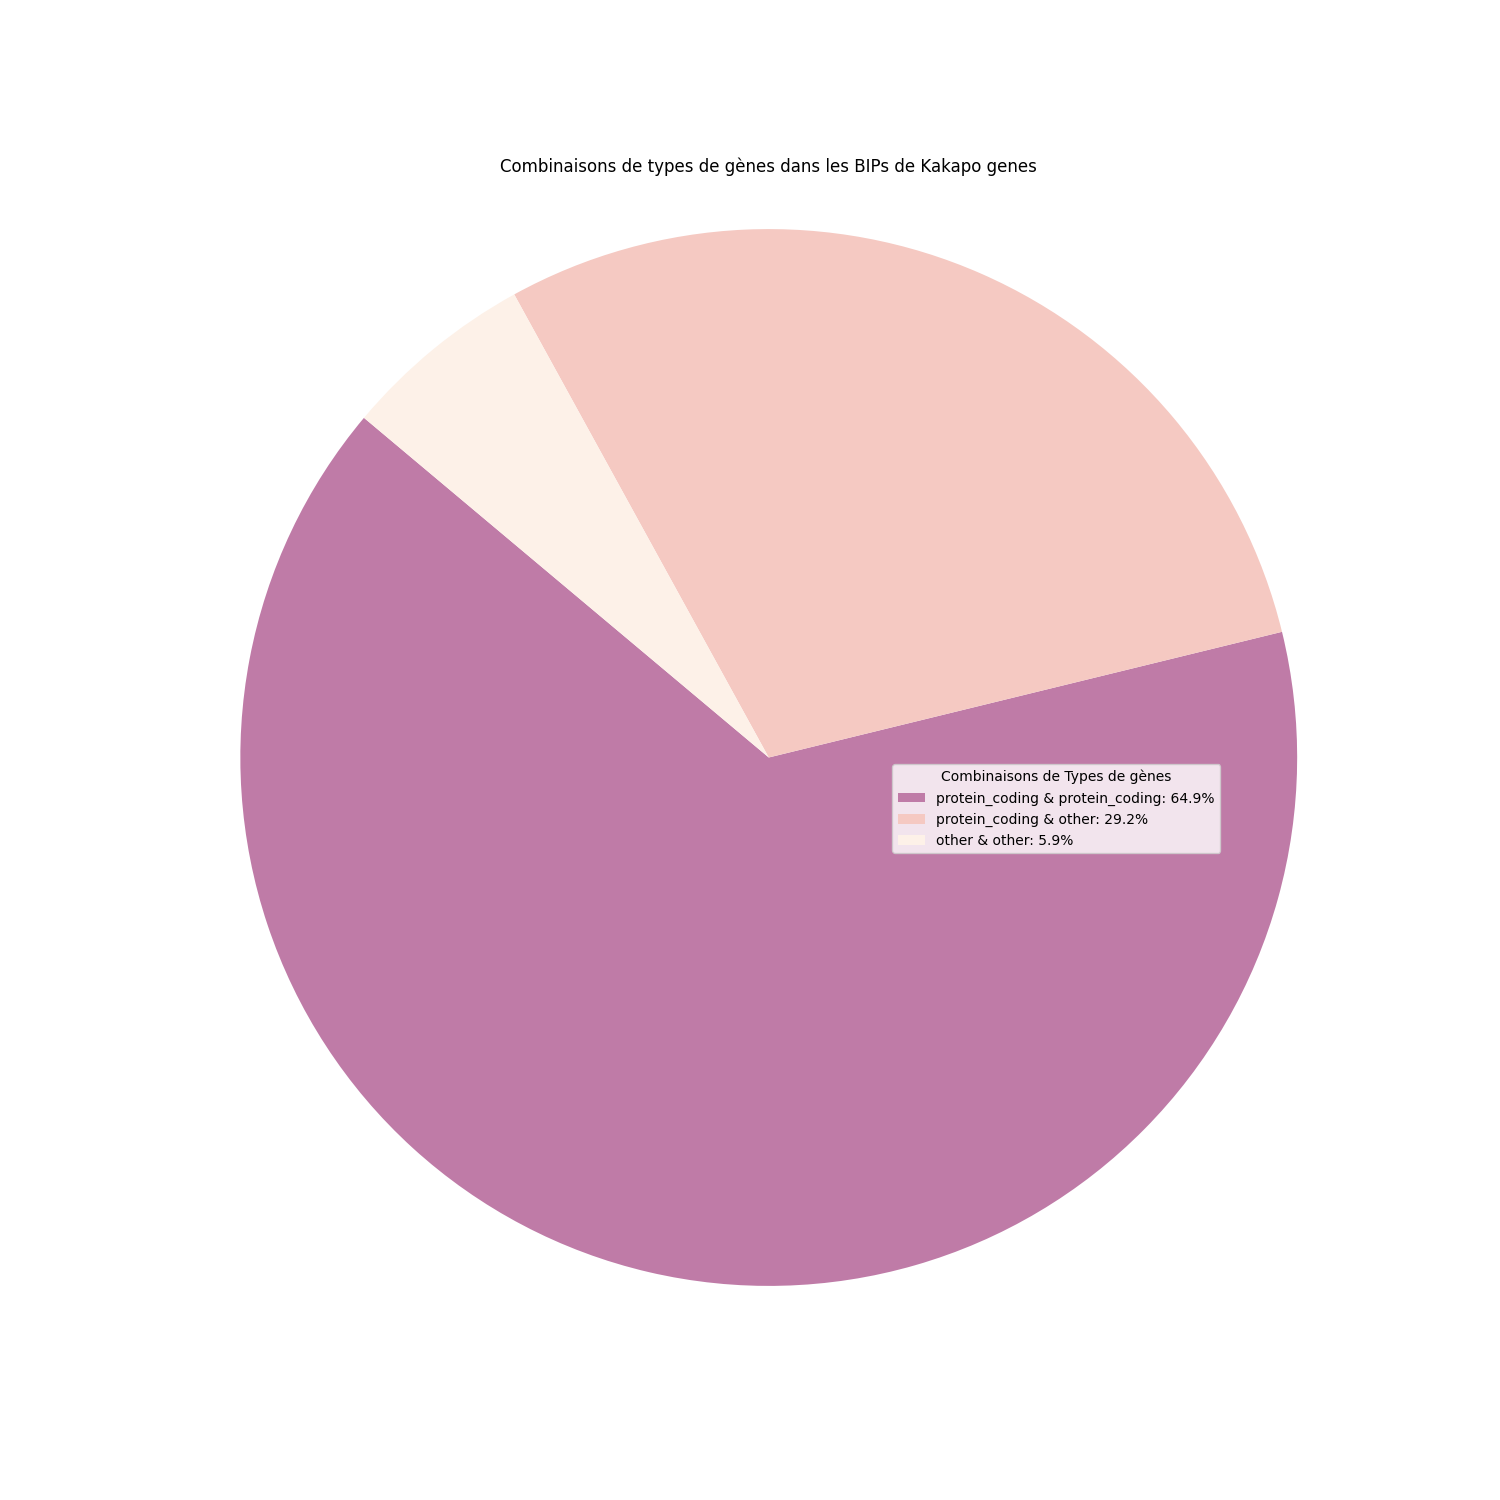 Combinaisons de types de gènes dans les BIPs de Kakapo genes
Combinaisons de Types de gènes
protein_coding & protein_coding: 64.9%
protein_coding & other: 29.2%
other & other: 5.9%